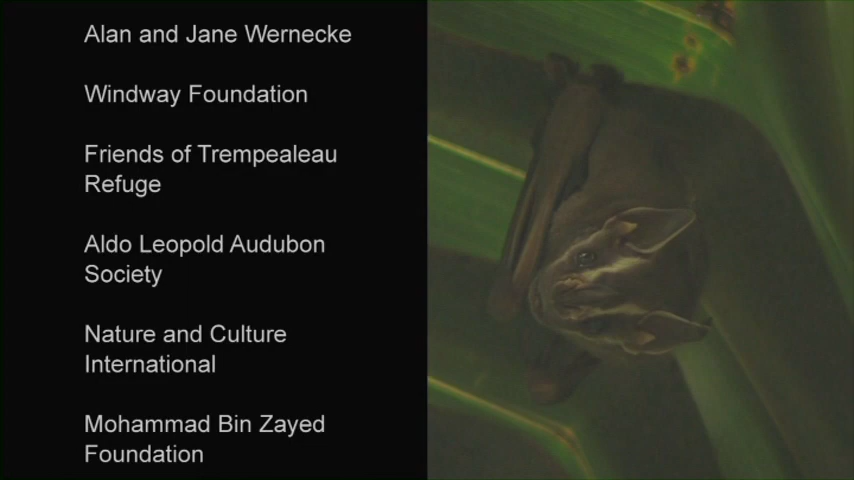 Alan and Jane Wernecke
Windway Foundation
Friends of Trempealeau
Refuge
Aldo Leopold Audubon
Society
Nature and Culture
International
Mohammad Bin Zayed
Foundation